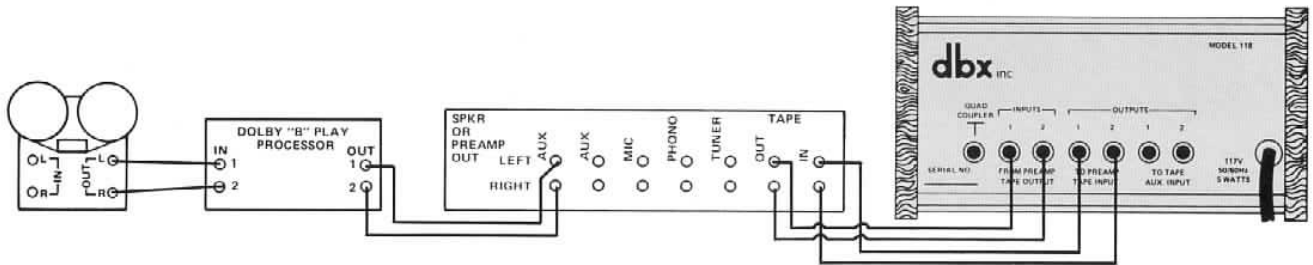 L
R
IN
OUT
L
R
DOLBY "B" PLAY
PROCESSOR
IN
1
2
OUT
1
2
SPKR
OR
PREAMP
OUT
LEFT
RIGHT
AUX
AUX
MIC
PHONO
TUNER
TAPE
OUT
IN
dbx inc
MODEL 118
QUAD
COUPLER
INPUTS
1 2
OUTPUTS
1 2 1 2
SERIAL NO.
FROM PREAMP
TAPE OUTPUT
TO PREAMP
TAPE INPUT
TO TAPE
AUX. INPUT
117V
50/60Hz
5 WATTS